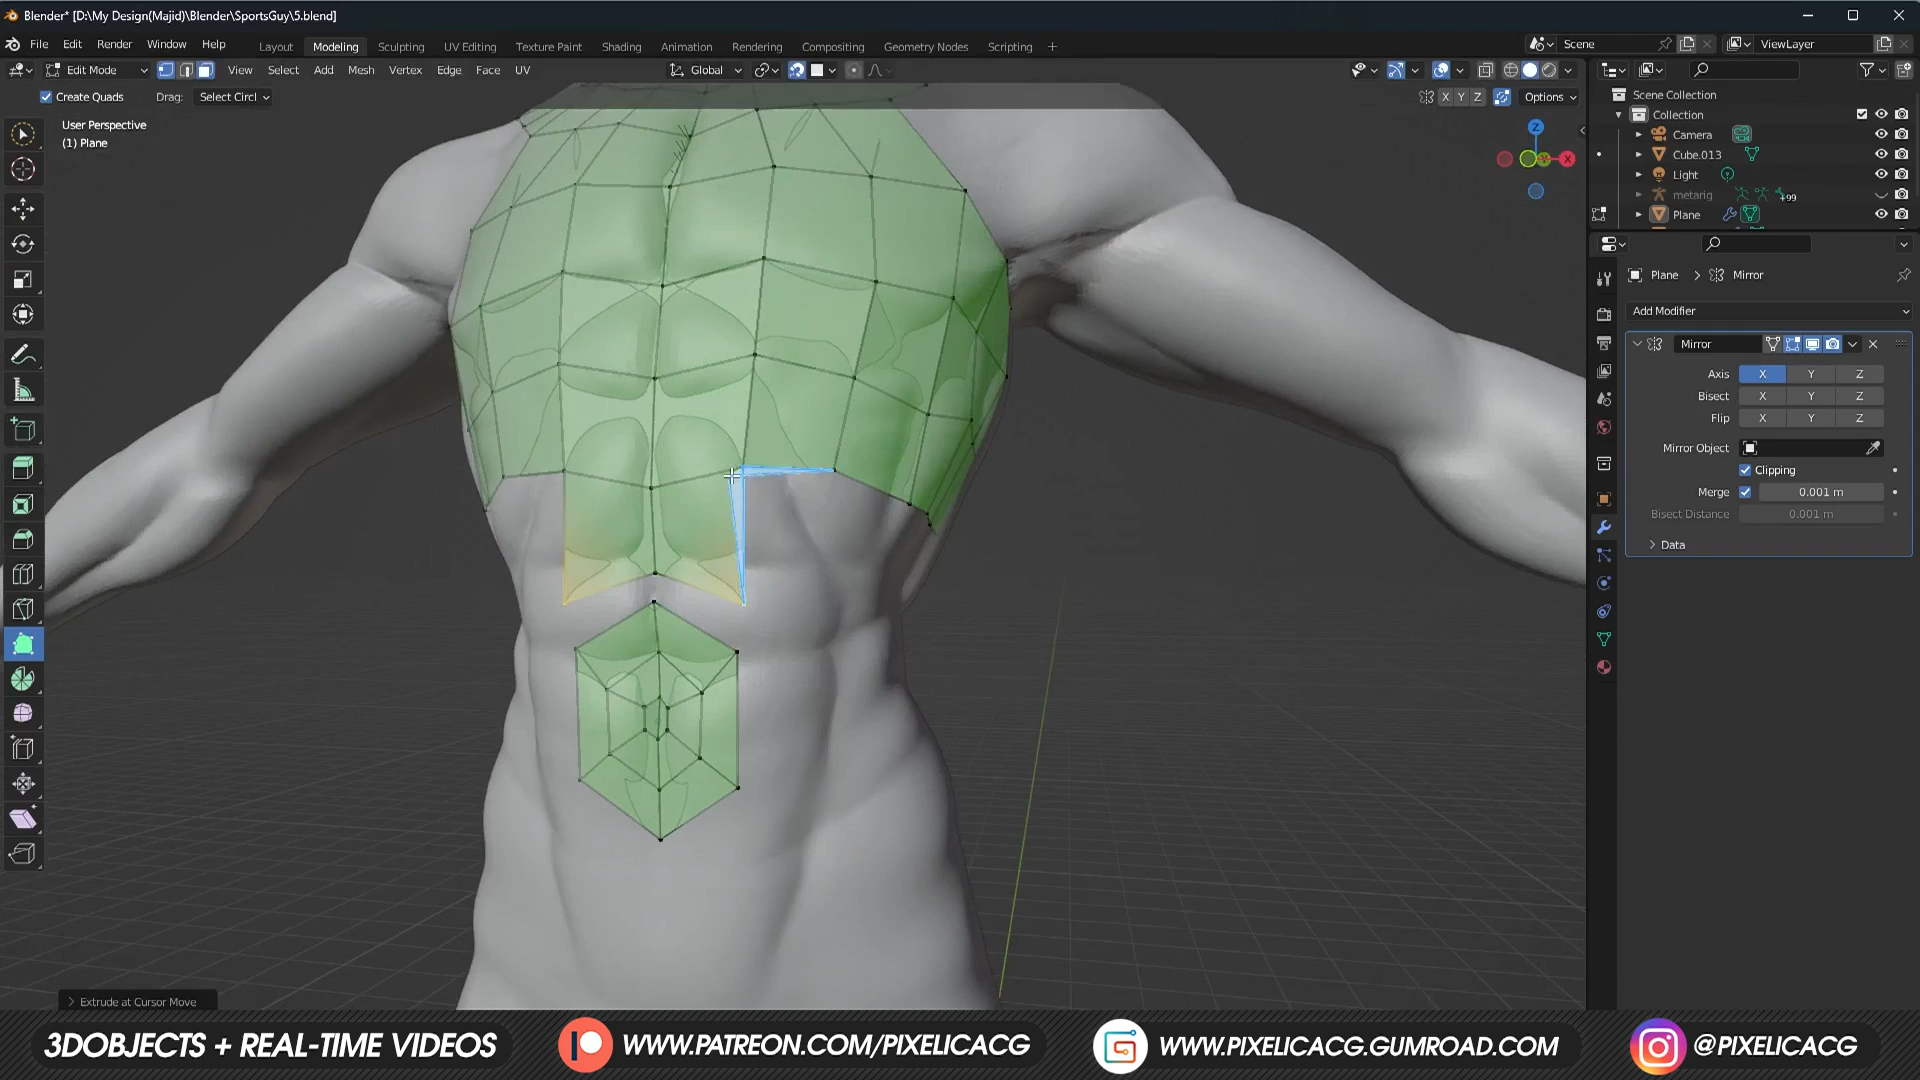 Blender* [D:\My Design(Majid)\Blender\SportsGuy\5.blend]
File Edit Render Window Help
Layout Modeling Sculpting UV Editing Texture Paint Shading Animation Rendering Compositing Geometry Nodes Scripting +
Scene
ViewLayer
Edit Mode
View Select Add Mesh Vertex Edge Face UV
Global
Create Quads
Drag:
Select Circl
X Y Z
Options
User Perspective
(1) Plane
Z
X
Scene Collection
Collection
Camera
Cube.013
Light
metarig
+99
Plane
Plane > Mirror
Add Modifier
Mirror
Axis X Y Z
Bisect X Y Z
Flip X Y Z
Mirror Object
Clipping
Merge 0.001 m
Bisect Distance 0.001 m
Data
Extrude at Cursor Move
3DOBJECTS + REAL-TIME VIDEOS
WWW.PATREON.COM/PIXELICACG
WWW.PIXELICACG.GUMROAD.COM
@PIXELICACG